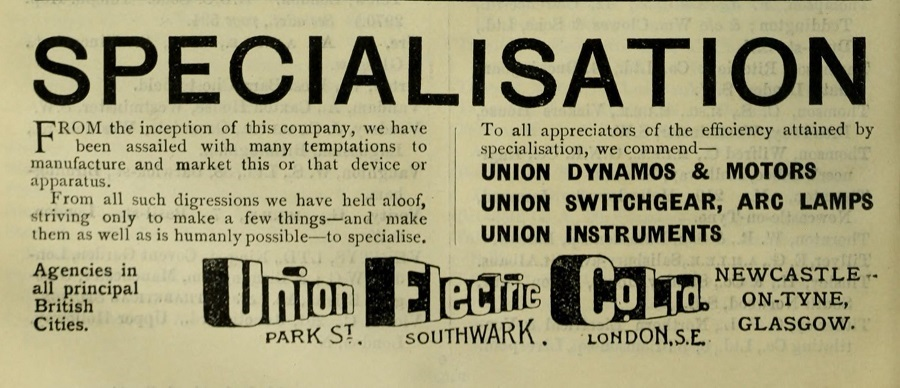 SPECIALISATION
FROM the inception of this company, we have
been assailed with many temptations to
manufacture and market this or that device or
apparatus.
From all such digressions we have held aloof,
striving only to make a few things—and make
them as well as is humanly possible—to specialise.
To all appreciators of the efficiency attained by
specialisation, we commend—
UNION DYNAMOS & MOTORS
UNION SWITCHGEAR, ARC LAMPS
UNION INSTRUMENTS
Agencies in
all principal
British
Cities.
Union Electric Co. Ltd.
PARK ST. SOUTHWARK. LONDON, S.E.
NEWCASTLE-
ON-TYNE,
GLASGOW.